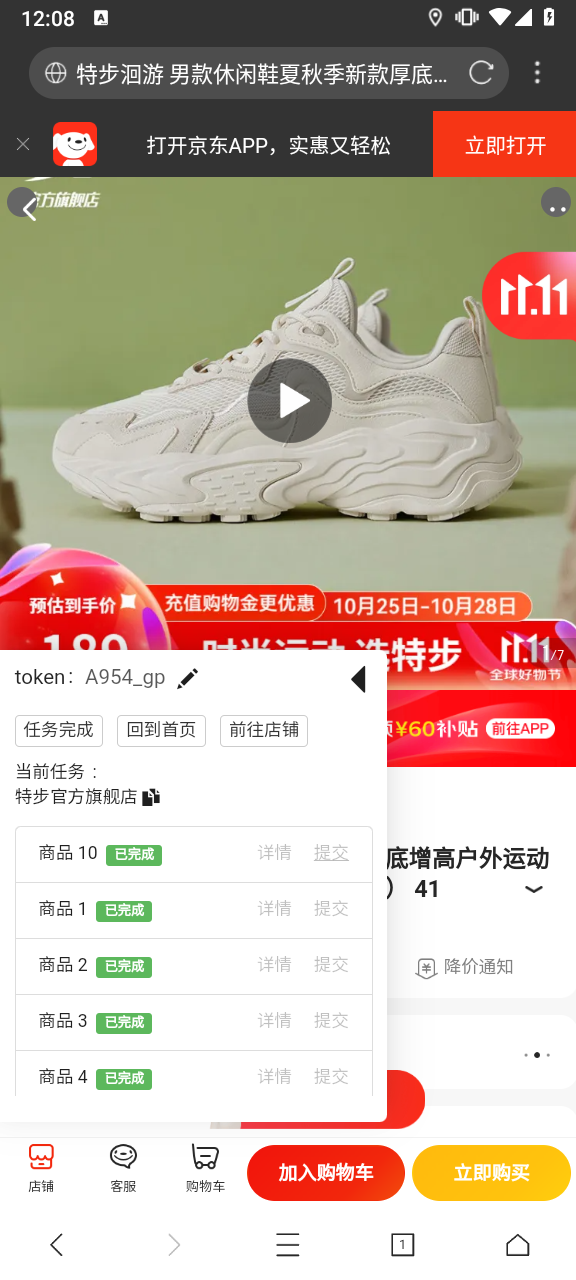 12:08
A
特步洄游 男款休闲鞋夏秋季新款厚底...
打开京东APP，实惠又轻松
立即打开
官方旗舰店
11.11
预估到手价
充值购物金更优惠
10月25日-10月28日
189
时尚运动 选特步
11.11
/7
全球好物节
¥60补贴
前往APP
token： A954_gp
任务完成
回到首页
前往店铺
当前任务：
特步官方旗舰店
商品 10 已完成 详情 提交
底增高户外运动
） 41
商品 1 已完成 详情 提交
商品 2 已完成 详情 提交
降价通知
商品 3 已完成 详情 提交
商品 4 已完成 详情 提交
店铺
客服
购物车
加入购物车
立即购买
1